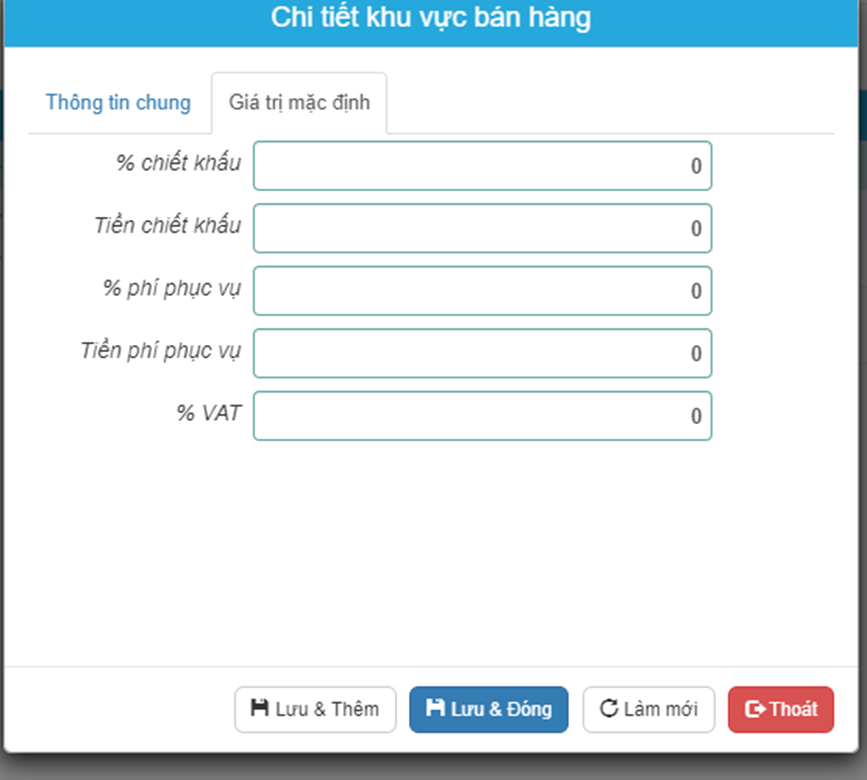 Chi tiết khu vực bán hàng
Thông tin chung
Giá trị mặc định
% chiết khấu 0
Tiền chiết khấu 0
% phí phục vụ 0
Tiền phí phục vụ 0
% VAT 0
Lưu & Thêm
Lưu & Đóng
Làm mới
Thoát